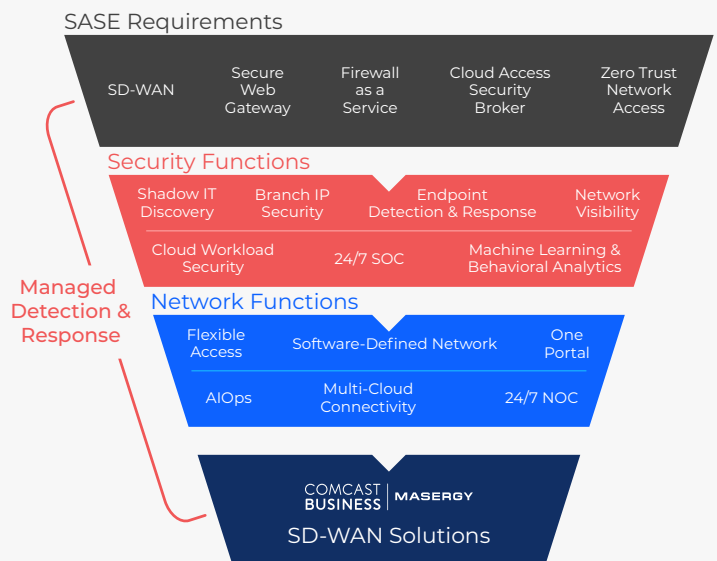 SASE Requirements
SD-WAN
Secure
Web
Gateway
Firewall
as a
Service
Cloud Access
Security
Broker
Zero Trust
Network
Access
Security Functions
Shadow IT
Discovery
Branch IP
Security
Endpoint
Detection & Response
Network
Visibility
Cloud Workload
Security
24/7 SOC
Machine Learning &
Behavioral Analytics
Managed
Detection &
Response
Network Functions
Flexible
Access
Software-Defined Network
One
Portal
AIOps
Multi-Cloud
Connectivity
24/7 NOC
COMCAST
BUSINESS
MASERGY
SD-WAN Solutions